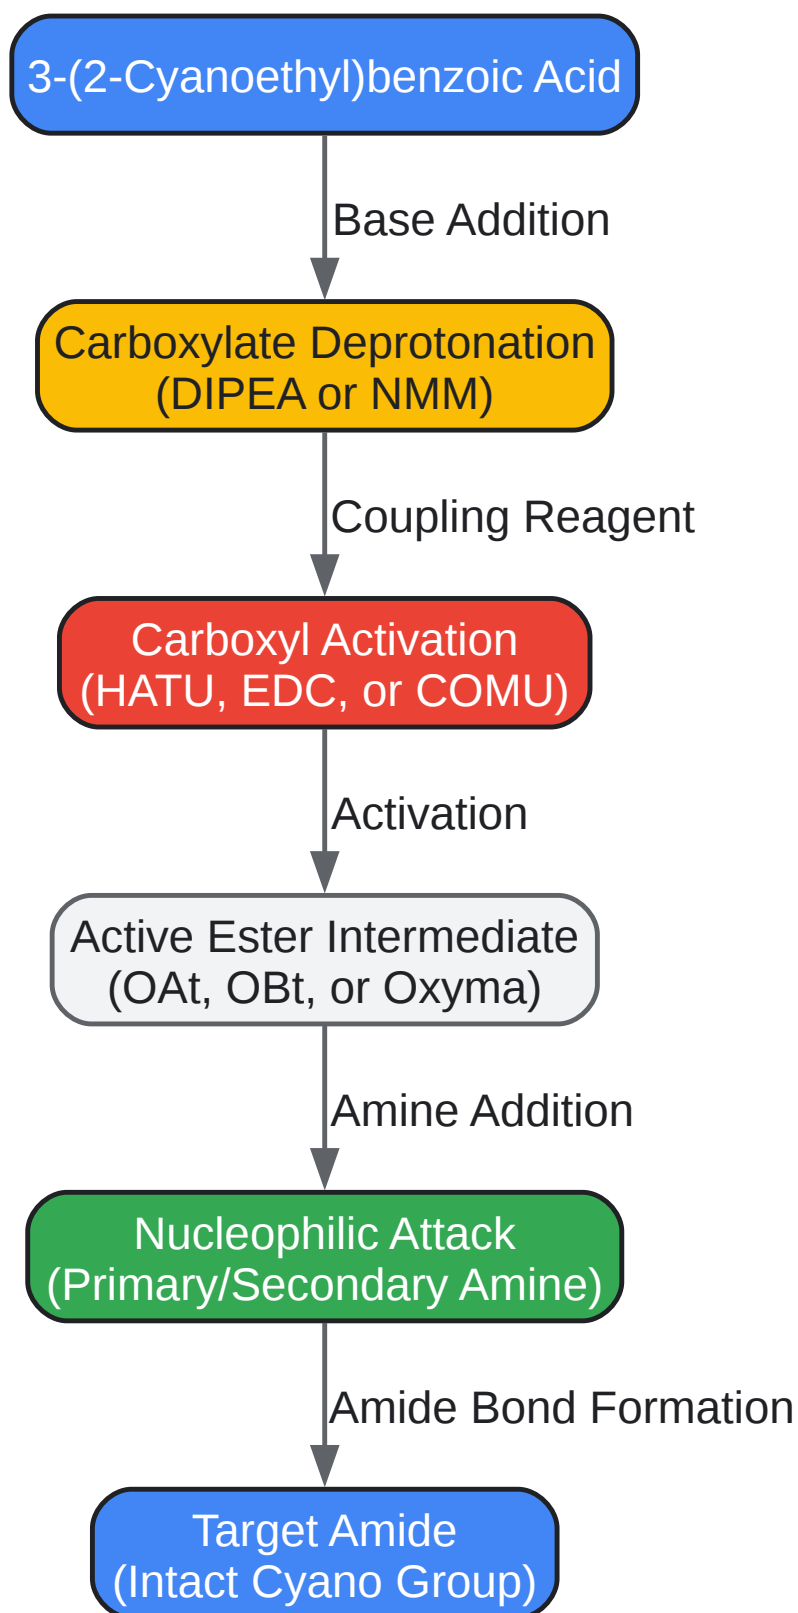 3-(2-Cyanoethyl)benzoic Acid
Base Addition
Carboxylate Deprotonation
(DIPEA or NMM)
Coupling Reagent
Carboxyl Activation
(HATU, EDC, or COMU)
Activation
Active Ester Intermediate
(OAt, OBt, or Oxyma)
Amine Addition
Nucleophilic Attack
(Primary/Secondary Amine)
Amide Bond Formation
Target Amide
(Intact Cyano Group)